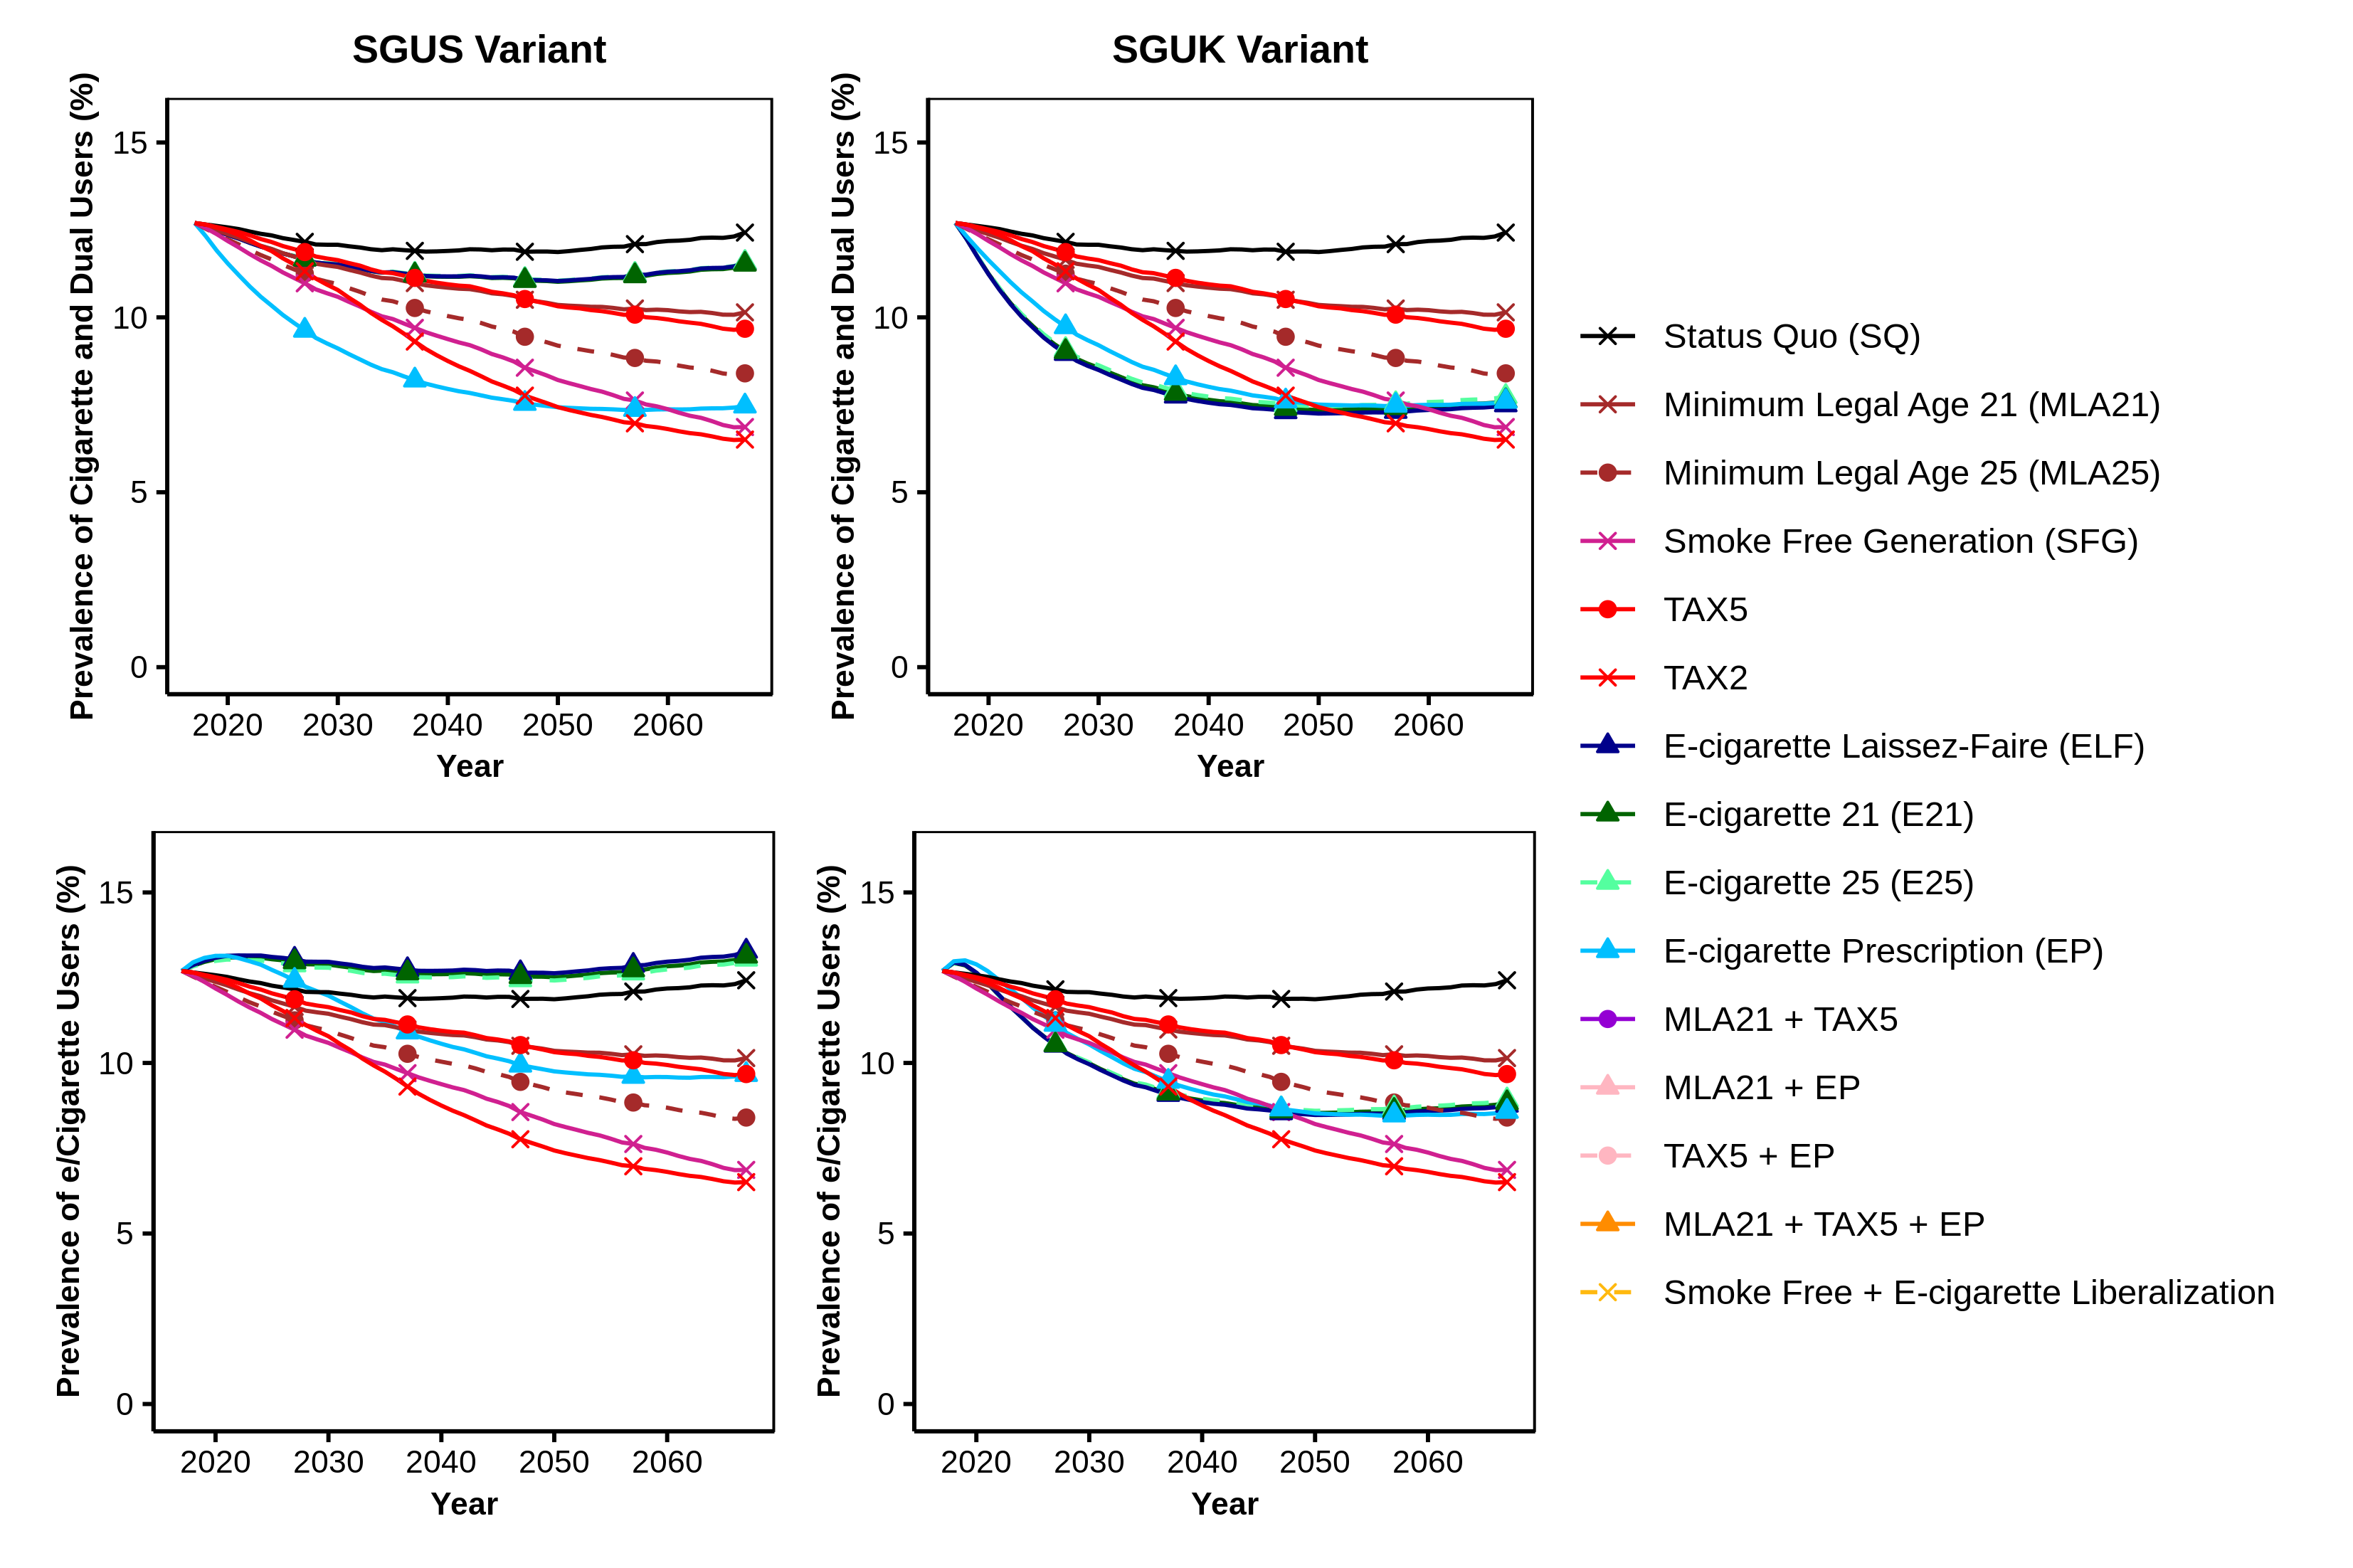 SGUS Variant
SGUK Variant
Prevalence of Cigarette and Dual Users (%)
15
10
5
0
2020 2030 2040 2050 2060
Year
Prevalence of Cigarette and Dual Users (%)
15
10
5
0
2020 2030 2040 2050 2060
Year
Prevalence of e/Cigarette Users (%)
15
10
5
0
2020 2030 2040 2050 2060
Year
Prevalence of e/Cigarette Users (%)
15
10
5
0
2020 2030 2040 2050 2060
Year
Status Quo (SQ)
Minimum Legal Age 21 (MLA21)
Minimum Legal Age 25 (MLA25)
Smoke Free Generation (SFG)
TAX5
TAX2
E-cigarette Laissez-Faire (ELF)
E-cigarette 21 (E21)
E-cigarette 25 (E25)
E-cigarette Prescription (EP)
MLA21 + TAX5
MLA21 + EP
TAX5 + EP
MLA21 + TAX5 + EP
Smoke Free + E-cigarette Liberalization